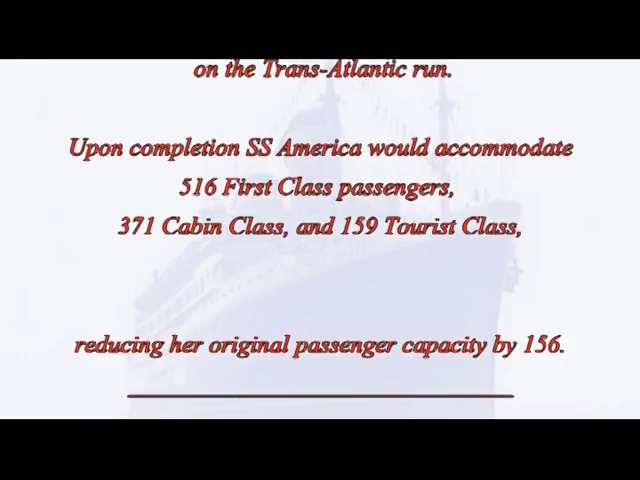 on the Trans-Atlantic run.
Upon completion SS America would accommodate
516 First Class passengers,
371 Cabin Class, and 159 Tourist Class,
reducing her original passenger capacity by 156.